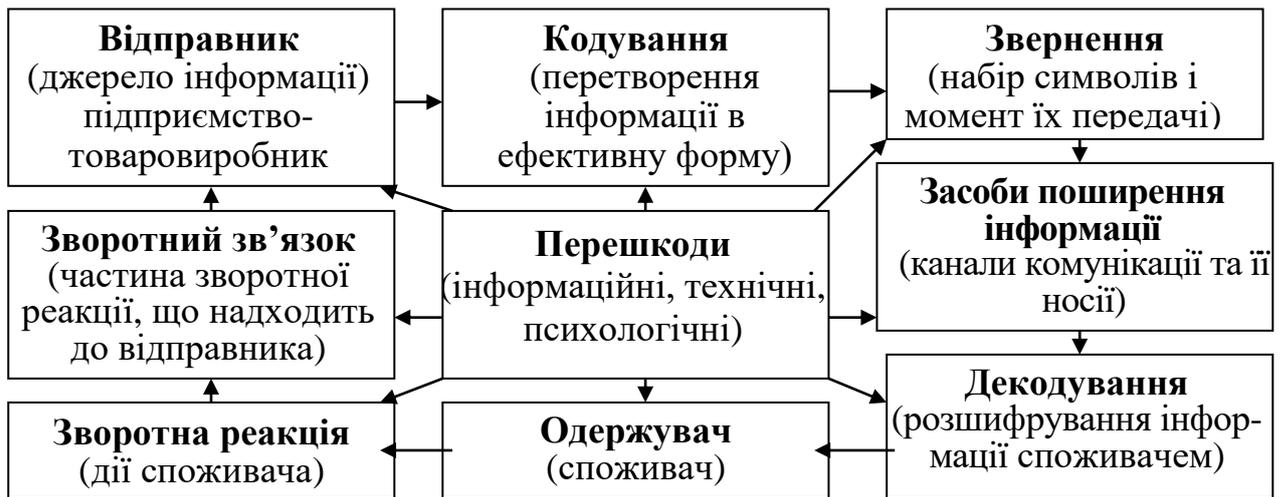 Відправник
(джерело інформації)
підприємство-
товаровиробник
Кодування
(перетворення
інформації в
ефективну форму)
Звернення
(набір символів і
момент їх передачі)
Зворотний зв’язок
(частина зворотної
реакції, що надходить
до відправника)
Перешкоди
(інформаційні, технічні,
психологічні)
Засоби поширення
інформації
(канали комунікації та її
носії)
Зворотна реакція
(дії споживача)
Одержувач
(споживач)
Декодування
(розшифрування інфор-
мації споживачем)